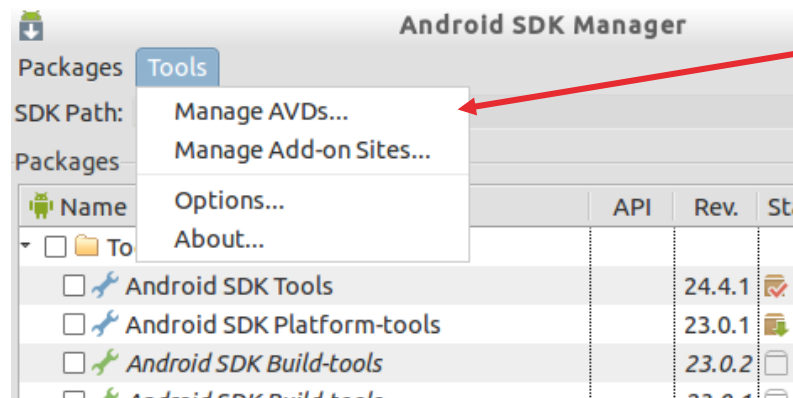 Android SDK Manager
Packages Tools
SDK Path:
Manage AVDs...
Manage Add-on Sites...
Packages
Options...
About...
Name API Rev. St
To
Android SDK Tools 24.4.1
Android SDK Platform-tools 23.0.1
Android SDK Build-tools 23.0.2